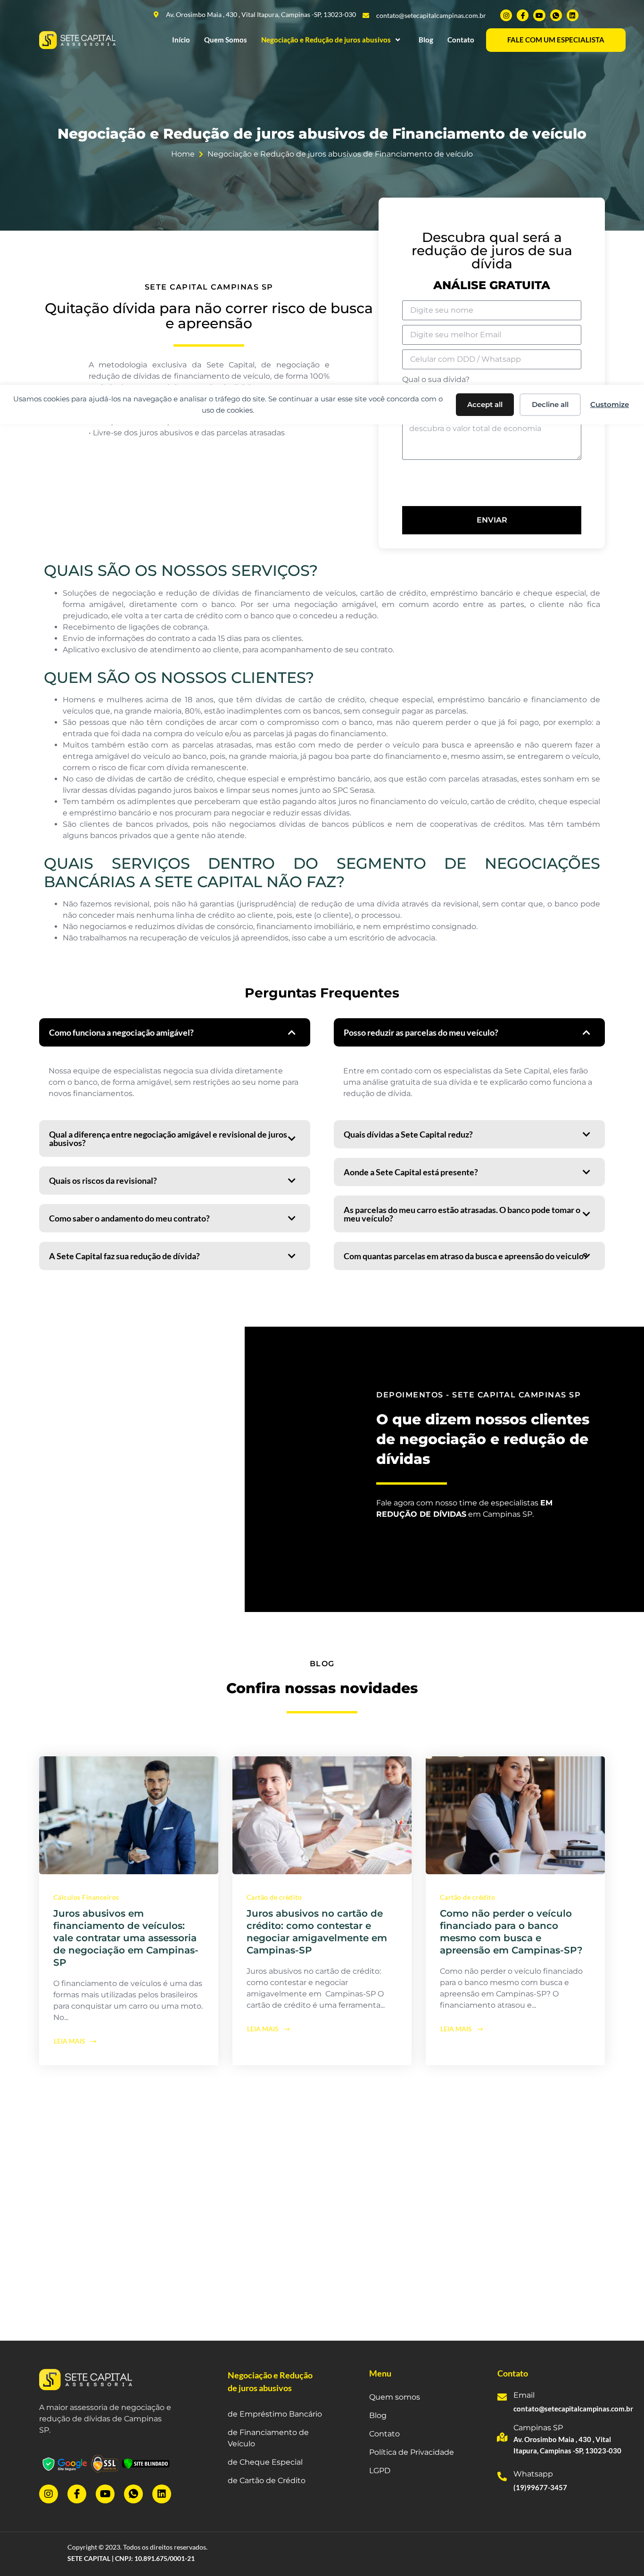 Av. Orosimbo Maia , 430 , Vital Itapura, Campinas -SP, 13023-030
contato@setecapitalcampinas.com.br
SETE CAPITAL
ASSESSORIA
Início
Quem Somos
Negociação e Redução de juros abusivos
Blog
Contato
FALE COM UM ESPECIALISTA
Negociação e Redução de juros abusivos de Financiamento de veículo
Home
Negociação e Redução de juros abusivos de Financiamento de veículo
SETE CAPITAL CAMPINAS SP
Quitação dívida para não correr risco de busca
e apreensão
A metodologia exclusiva da Sete Capital, de negociação e
redução de dívidas de financiamento de veículo, de forma 100%
• Livre-se dos juros abusivos e das parcelas atrasadas
Descubra qual será a
redução de juros de sua
dívida
ANÁLISE GRATUITA
Digite seu nome
Digite seu melhor Email
Celular com DDD / Whatsapp
Qual o sua dívida?
descubra o valor total de economia
ENVIAR
Usamos cookies para ajudá-los na navegação e analisar o tráfego do site. Se continuar a usar esse site você concorda com o
uso de cookies.
Accept all
Decline all
Customize
QUAIS SÃO OS NOSSOS SERVIÇOS?
• Soluções de negociação e redução de dívidas de financiamento de veículos, cartão de crédito, empréstimo bancário e cheque especial, de
forma amigável, diretamente com o banco. Por ser uma negociação amigável, em comum acordo entre as partes, o cliente não fica
prejudicado, ele volta a ter carta de crédito com o banco que o concedeu a redução.
• Recebimento de ligações de cobrança.
• Envio de informações do contrato a cada 15 dias para os clientes.
• Aplicativo exclusivo de atendimento ao cliente, para acompanhamento de seu contrato.
QUEM SÃO OS NOSSOS CLIENTES?
• Homens e mulheres acima de 18 anos, que têm dívidas de cartão de crédito, cheque especial, empréstimo bancário e financiamento de
veículos que, na grande maioria, 80%, estão inadimplentes com os bancos, sem conseguir pagar as parcelas.
• São pessoas que não têm condições de arcar com o compromisso com o banco, mas não querem perder o que já foi pago, por exemplo: a
entrada que foi dada na compra do veículo e/ou as parcelas já pagas do financiamento.
• Muitos também estão com as parcelas atrasadas, mas estão com medo de perder o veículo para busca e apreensão e não querem fazer a
entrega amigável do veículo ao banco, pois, na grande maioria, já pagou boa parte do financiamento e, mesmo assim, se entregarem o veículo,
correm o risco de ficar com dívida remanescente.
• No caso de dívidas de cartão de crédito, cheque especial e empréstimo bancário, aos que estão com parcelas atrasadas, estes sonham em se
livrar dessas dívidas pagando juros baixos e limpar seus nomes junto ao SPC Serasa.
• Tem também os adimplentes que perceberam que estão pagando altos juros no financiamento do veículo, cartão de crédito, cheque especial
e empréstimo bancário e nos procuram para negociar e reduzir essas dívidas.
• São clientes de bancos privados, pois não negociamos dívidas de bancos públicos e nem de cooperativas de créditos. Mas têm também
alguns bancos privados que a gente não atende.
QUAIS SERVIÇOS DENTRO DO SEGMENTO DE NEGOCIAÇÕES
BANCÁRIAS A SETE CAPITAL NÃO FAZ?
• Não fazemos revisional, pois não há garantias (jurisprudência) de redução de uma dívida através da revisional, sem contar que, o banco pode
não conceder mais nenhuma linha de crédito ao cliente, pois, este (o cliente), o processou.
• Não negociamos e reduzimos dívidas de consórcio, financiamento imobiliário, e nem empréstimo consignado.
• Não trabalhamos na recuperação de veículos já apreendidos, isso cabe a um escritório de advocacia.
Perguntas Frequentes
Como funciona a negociação amigável?
Nossa equipe de especialistas negocia sua dívida diretamente
com o banco, de forma amigável, sem restrições ao seu nome para
novos financiamentos.
Qual a diferença entre negociação amigável e revisional de juros
abusivos?
Quais os riscos da revisional?
Como saber o andamento do meu contrato?
A Sete Capital faz sua redução de dívida?
Posso reduzir as parcelas do meu veículo?
Entre em contado com os especialistas da Sete Capital, eles farão
uma análise gratuita de sua dívida e te explicarão como funciona a
redução de dívida.
Quais dívidas a Sete Capital reduz?
Aonde a Sete Capital está presente?
As parcelas do meu carro estão atrasadas. O banco pode tomar o
meu veículo?
Com quantas parcelas em atraso da busca e apreensão do veiculo?
DEPOIMENTOS - SETE CAPITAL CAMPINAS SP
O que dizem nossos clientes
de negociação e redução de
dívidas
Fale agora com nosso time de especialistas EM
REDUÇÃO DE DÍVIDAS em Campinas SP.
BLOG
Confira nossas novidades
Cálculos Financeiros
Juros abusivos em
financiamento de veículos:
vale contratar uma assessoria
de negociação em Campinas-
SP
O financiamento de veículos é uma das
formas mais utilizadas pelos brasileiros
para conquistar um carro ou uma moto.
No...
LEIA MAIS →
Cartão de crédito
Juros abusivos no cartão de
crédito: como contestar e
negociar amigavelmente em
Campinas-SP
Juros abusivos no cartão de crédito:
como contestar e negociar
amigavelmente em Campinas-SP O
cartão de crédito é uma ferramenta...
LEIA MAIS →
Cartão de crédito
Como não perder o veículo
financiado para o banco
mesmo com busca e
apreensão em Campinas-SP?
Como não perder o veículo financiado
para o banco mesmo com busca e
apreensão em Campinas-SP? O
financiamento atrasou e...
LEIA MAIS →
SETE CAPITAL
ASSESSORIA
A maior assessoria de negociação e
redução de dívidas de Campinas
SP.
Google
Site Seguro
SSL
SITE BLINDADO
Negociação e Redução
de juros abusivos
de Empréstimo Bancário
de Financiamento de
Veículo
de Cheque Especial
de Cartão de Crédito
Menu
Quem somos
Blog
Contato
Política de Privacidade
LGPD
Contato
Email
contato@setecapitalcampinas.com.br
Campinas SP
Av. Orosimbo Maia , 430 , Vital
Itapura, Campinas -SP, 13023-030
Whatsapp
(19)99677-3457
Copyright © 2023. Todos os direitos reservados.
SETE CAPITAL | CNPJ: 10.891.675/0001-21